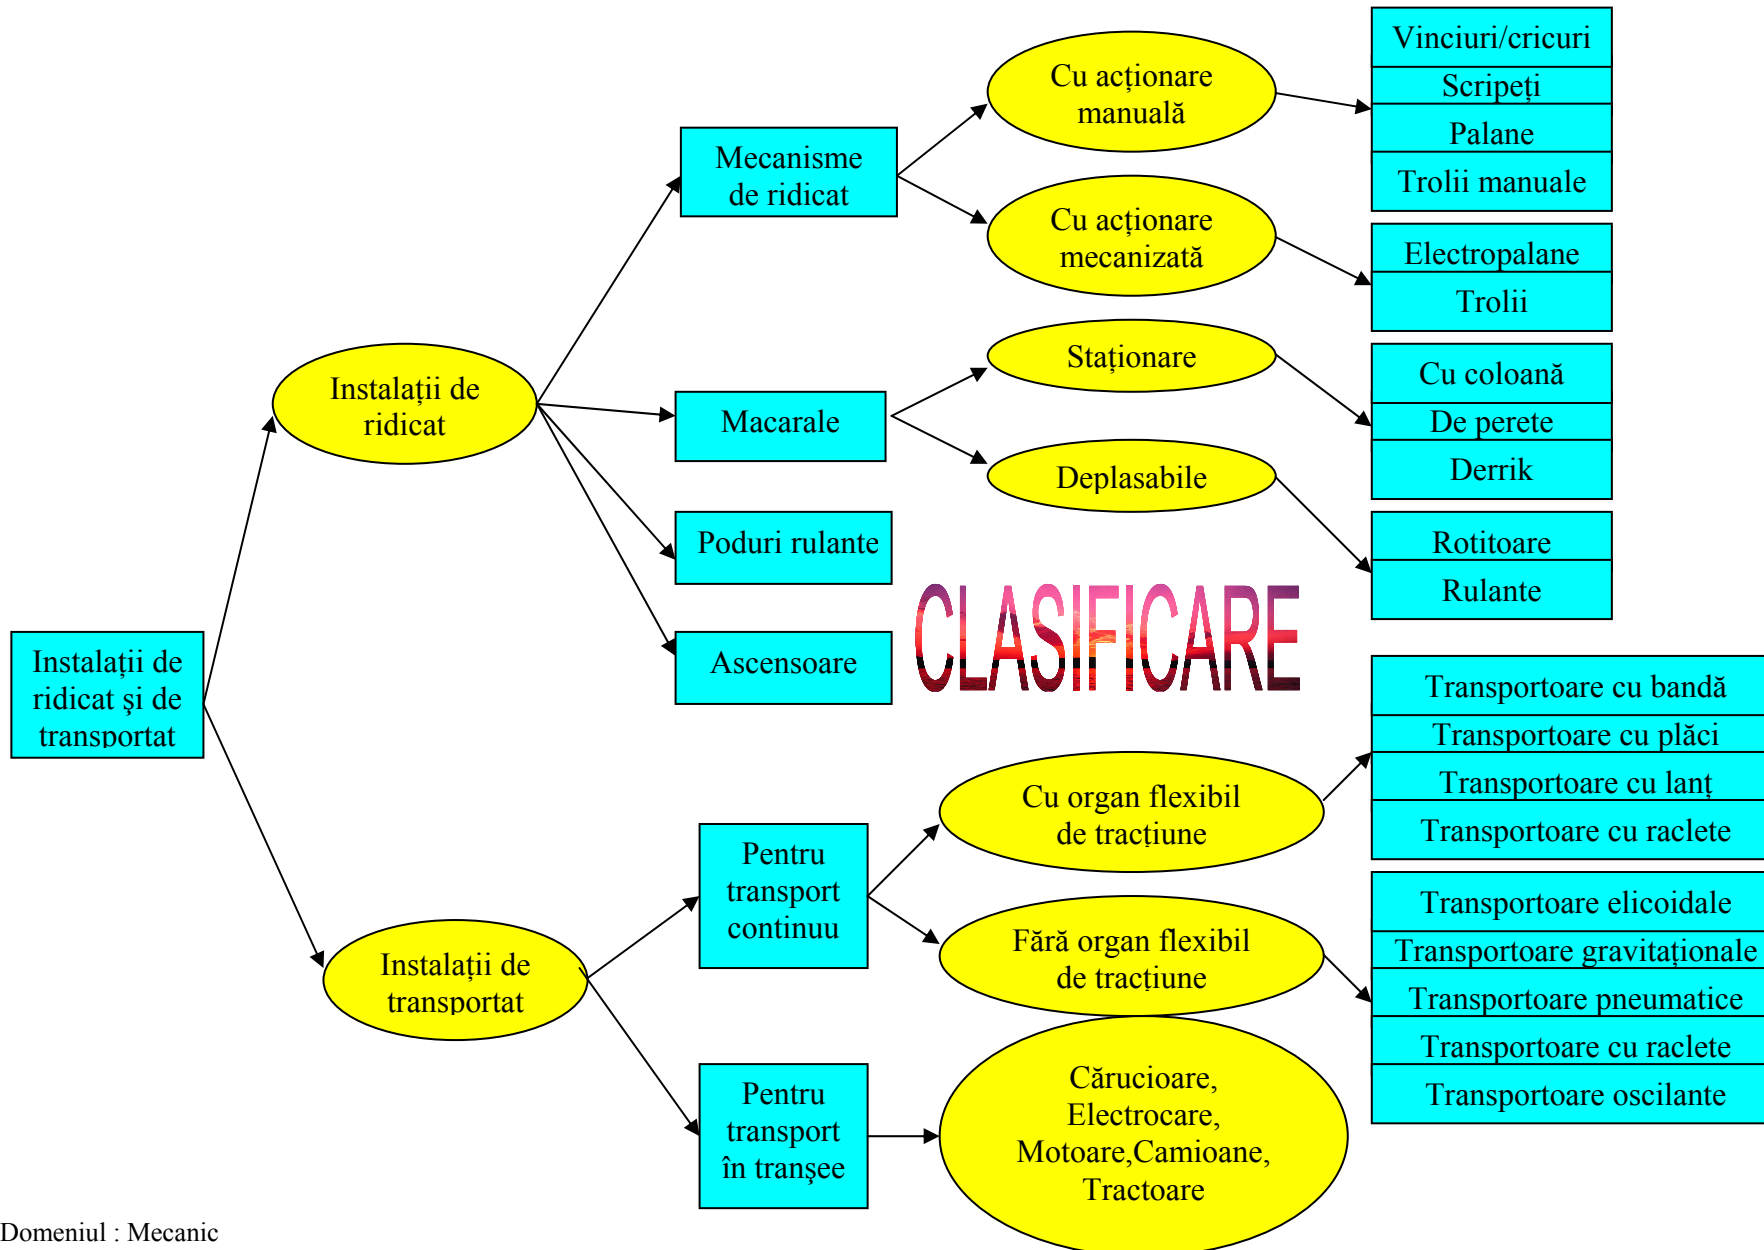 Vinciuri/cricuri
Scripeți
Palane
Trolii manuale
Cu acționare
manuală
Mecanisme
de ridicat
Cu acționare
mecanizată
Electropalane
Trolii
Instalații de
ridicat
Macarale
Staționare
Deplasabile
Cu coloană
De perete
Derrik
Poduri rulante
Rotitoare
Rulante
CLASIFICARE
Ascensoare
Instalații de
ridicat şi de
transportat
Transportoare cu bandă
Transportoare cu plăci
Transportoare cu lanț
Transportoare cu raclete
Cu organ flexibil
de tracțiune
Pentru
transport
continuu
Fără organ flexibil
de tracțiune
Transportoare elicoidale
Transportoare gravitaționale
Transportoare pneumatice
Transportoare cu raclete
Transportoare oscilante
Instalații de
transportat
Pentru
transport
în tranşee
Cărucioare,
Electrocare,
Motoare,Camioane,
Tractoare
Domeniul : Mecanic